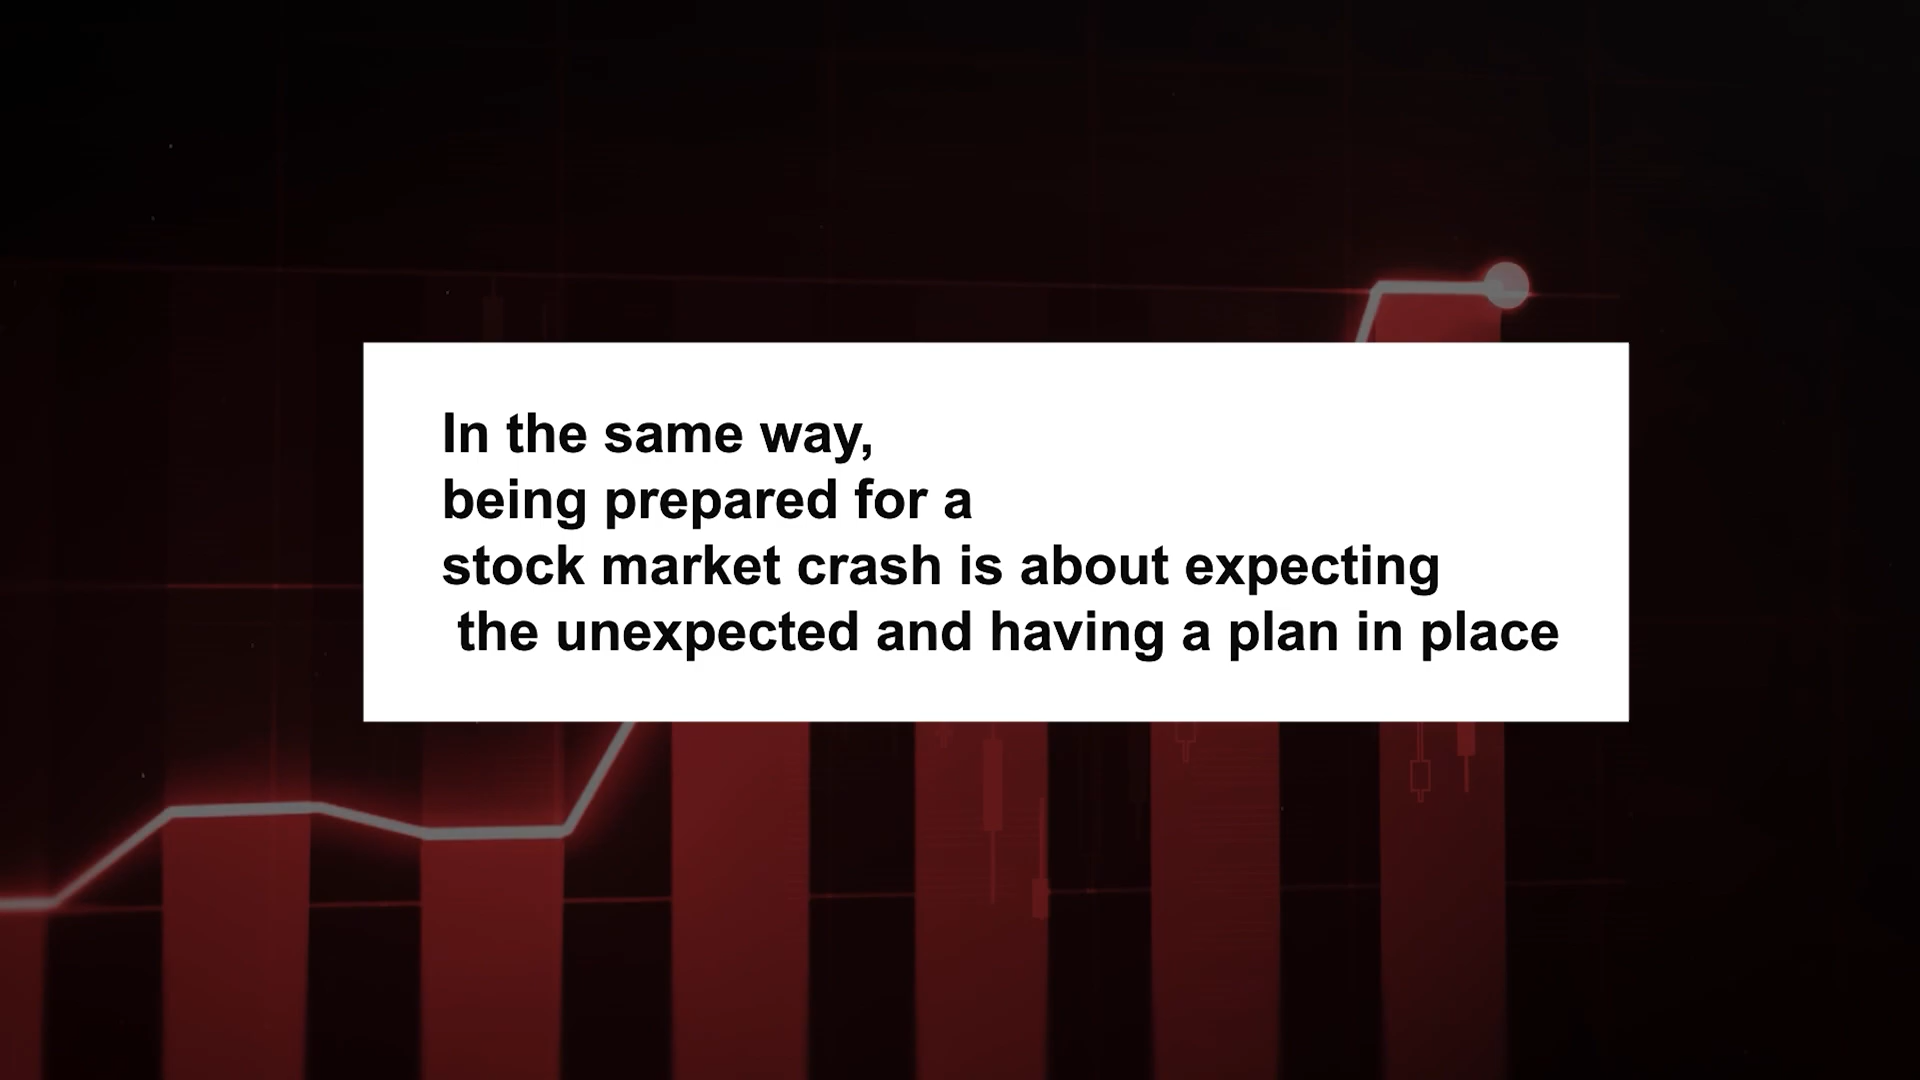 In the same way,
being prepared for a
stock market crash is about expecting
the unexpected and having a plan in place